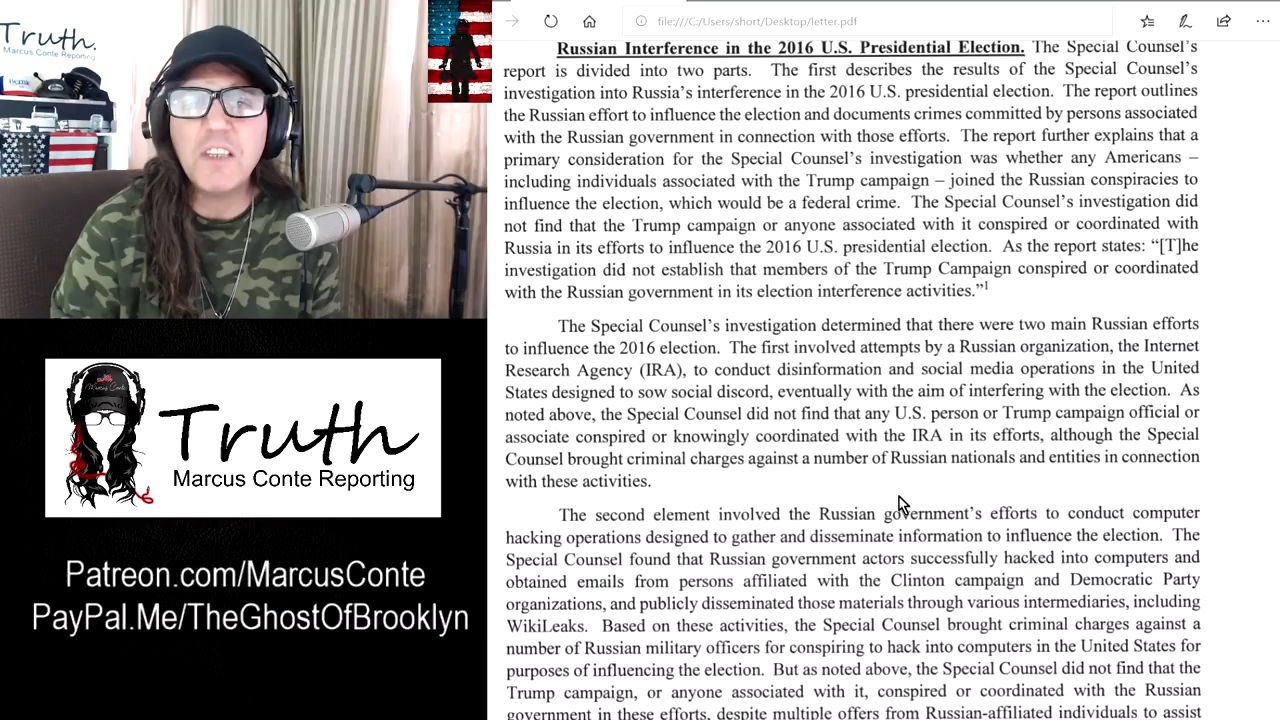 Truth.
Marcus Conte Reporting
file:///C:/Users/short/Desktop/letter.pdf
Russian Interference in the 2016 U.S. Presidential Election. The Special Counsel's
report is divided into two parts. The first describes the results of the Special Counsel's
investigation into Russia's interference in the 2016 U.S. presidential election. The report outlines
the Russian effort to influence the election and documents crimes committed by persons associated
with the Russian government in connection with those efforts. The report further explains that a
primary consideration for the Special Counsel's investigation was whether any Americans –
including individuals associated with the Trump campaign – joined the Russian conspiracies to
influence the election, which would be a federal crime. The Special Counsel's investigation did
not find that the Trump campaign or anyone associated with it conspired or coordinated with
Russia in its efforts to influence the 2016 U.S. presidential election. As the report states: “[T]he
investigation did not establish that members of the Trump Campaign conspired or coordinated
with the Russian government in its election interference activities.”1
The Special Counsel's investigation determined that there were two main Russian efforts
to influence the 2016 election. The first involved attempts by a Russian organization, the Internet
Research Agency (IRA), to conduct disinformation and social media operations in the United
States designed to sow social discord, eventually with the aim of interfering with the election. As
noted above, the Special Counsel did not find that any U.S. person or Trump campaign official or
associate conspired or knowingly coordinated with the IRA in its efforts, although the Special
Counsel brought criminal charges against a number of Russian nationals and entities in connection
with these activities.
The second element involved the Russian government's efforts to conduct computer
hacking operations designed to gather and disseminate information to influence the election. The
Special Counsel found that Russian government actors successfully hacked into computers and
obtained emails from persons affiliated with the Clinton campaign and Democratic Party
organizations, and publicly disseminated those materials through various intermediaries, including
WikiLeaks. Based on these activities, the Special Counsel brought criminal charges against a
number of Russian military officers for conspiring to hack into computers in the United States for
purposes of influencing the election. But as noted above, the Special Counsel did not find that the
Trump campaign, or anyone associated with it, conspired or coordinated with the Russian
government in these efforts, despite multiple offers from Russian-affiliated individuals to assist
Truth
Marcus Conte Reporting
Patreon.com/MarcusConte
PayPal.Me/TheGhostOfBrooklyn